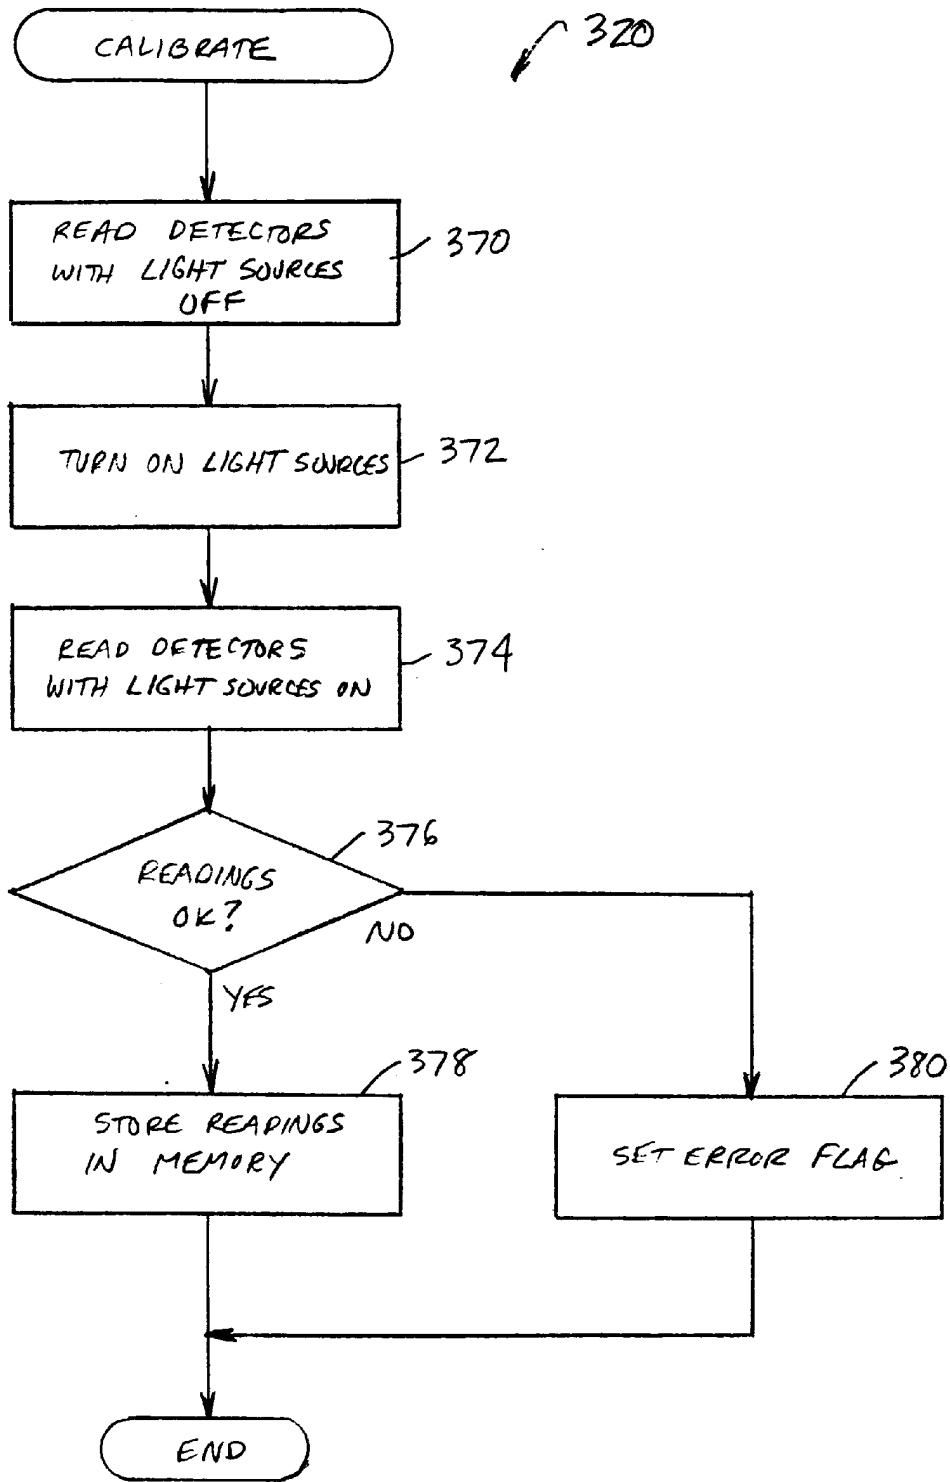 CALIBRATE
320
READ DETECTORS
WITH LIGHT SOURCES
OFF
370
TURN ON LIGHT SOURCES
372
READ DETECTORS
WITH LIGHT SOURCES ON
374
376
READINGS
OK?
NO
YES
378
STORE READINGS
IN MEMORY
380
SET ERROR FLAG
END